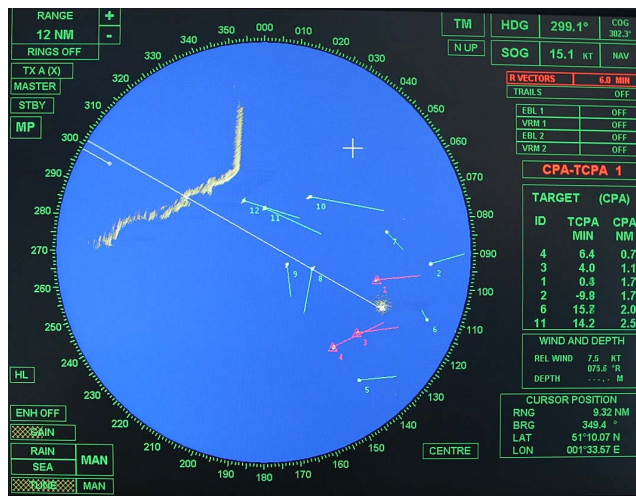 RANGE
+
12 NM
-
RINGS OFF
TX A (X)
MASTER
STBY
MP
TM
N UP
HDG
299.1°
COG
302.3°
SOG
15.1 KT
NAV
R VECTORS
6.0 MIN
TRAILS
OFF
EBL 1
OFF
VRM 1
OFF
EBL 2
OFF
VRM 2
OFF
CPA-TCPA 1
TARGET (CPA)
ID TCPA CPA
MIN NM
4 6.4 0.7
3 4.0 1.1
1 1.7
2 -9.8 1.7
6 2.0
11 14.2 2.5
WIND AND DEPTH
REL WIND 7.5 KT
°R
DEPTH ---.- M
CURSOR POSITION
RNG 9.32 NM
BRG 349.4 °
LAT 51°10.07 N
LON 001°33.57 E
000
010
020
030
040
050
060
070
080
090
100
110
120
130
140
150
160
170
180
190
200
210
220
230
240
250
260
270
280
290
300
310
320
330
340
350
12
11
10
7
2
9
8
1
6
3
4
5
HL
ENH OFF
GAIN
RAIN
SEA
MAN
TUNE
MAN
CENTRE